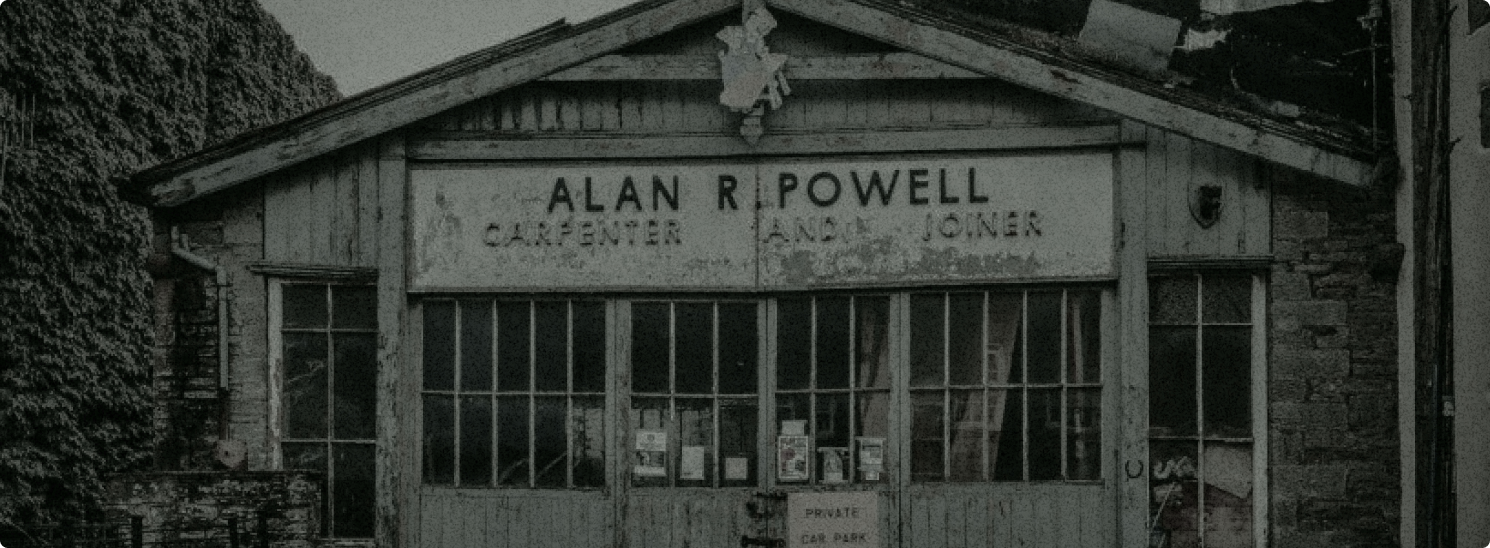 ALAN R POWELL
CARPENTER AND JOINER
PRIVATE
CAR PARK